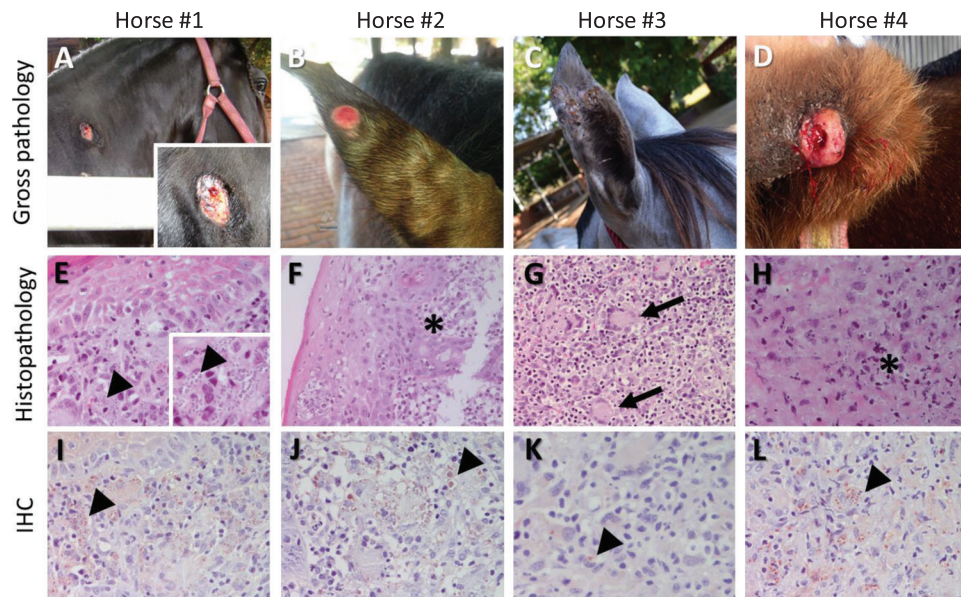 Horse #1 Horse #2 Horse #3 Horse #4
Gross pathology
A B C D
Histopathology
E F G H
* *
IHC
I J K L